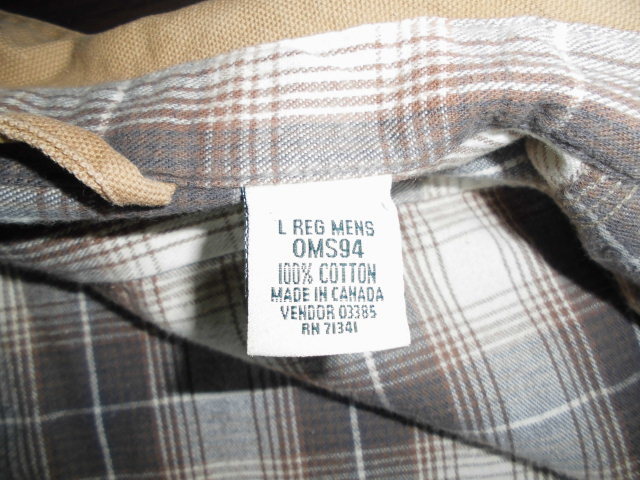 L REG MENS
OMS94
100% COTTON
MADE IN CANADA
VENDOR 03385
RN 71341